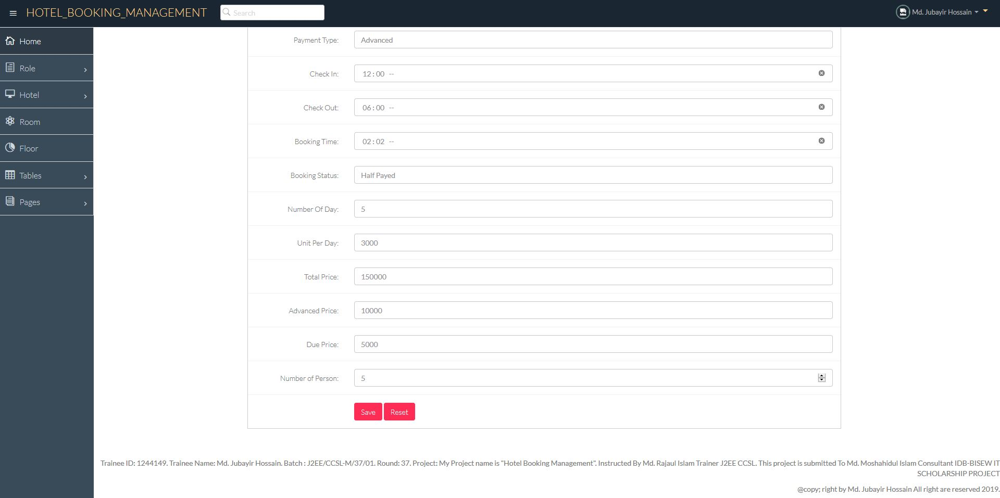 HOTEL_BOOKING_MANAGEMENT
Search
Md. Jubayir Hossain
Home
Role
Hotel
Room
Floor
Tables
Pages
Payment Type: Advanced
Check In: 12:00 --
Check Out: 06:00 --
Booking Time: 02:02 --
Booking Status: Half Payed
Number Of Day: 5
Unit Per Day: 3000
Total Price: 150000
Advanced Price: 10000
Due Price: 5000
Number of Person: 5
Save Reset
Trainee ID: 1244149. Trainee Name: Md. Jubayir Hossain. Batch : J2EE/CCSL-M/37/01. Round: 37. Project: My Project name is "Hotel Booking Management". Instructed By Md. Rajaul Islam Trainer J2EE CCSL. This project is submitted To Md. Moshahidul Islam Consultant IDB-BISEW IT
SCHOLARSHIP PROJECT
@copy; right by Md. Jubayir Hossain All right are reserved 2019.